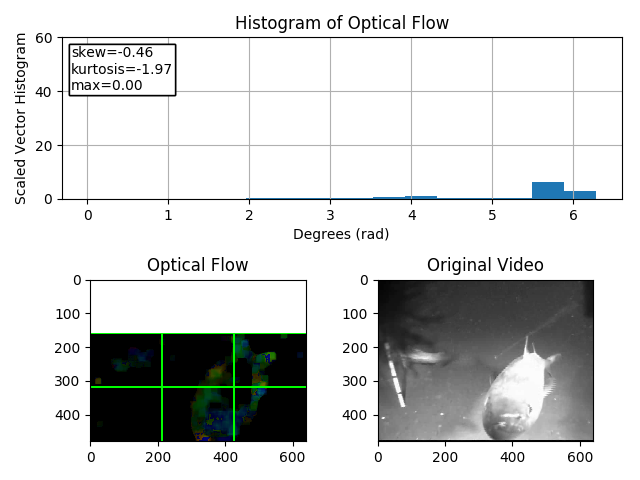 Histogram of Optical Flow
Scaled Vector Histogram
60
40
20
0
skew=-0.46
kurtosis=-1.97
max=0.00
0 1 2 3 4 5 6
Degrees (rad)
Optical Flow
0
100
200
300
400
0 200 400 600
Original Video
0
100
200
300
400
0 200 400 600